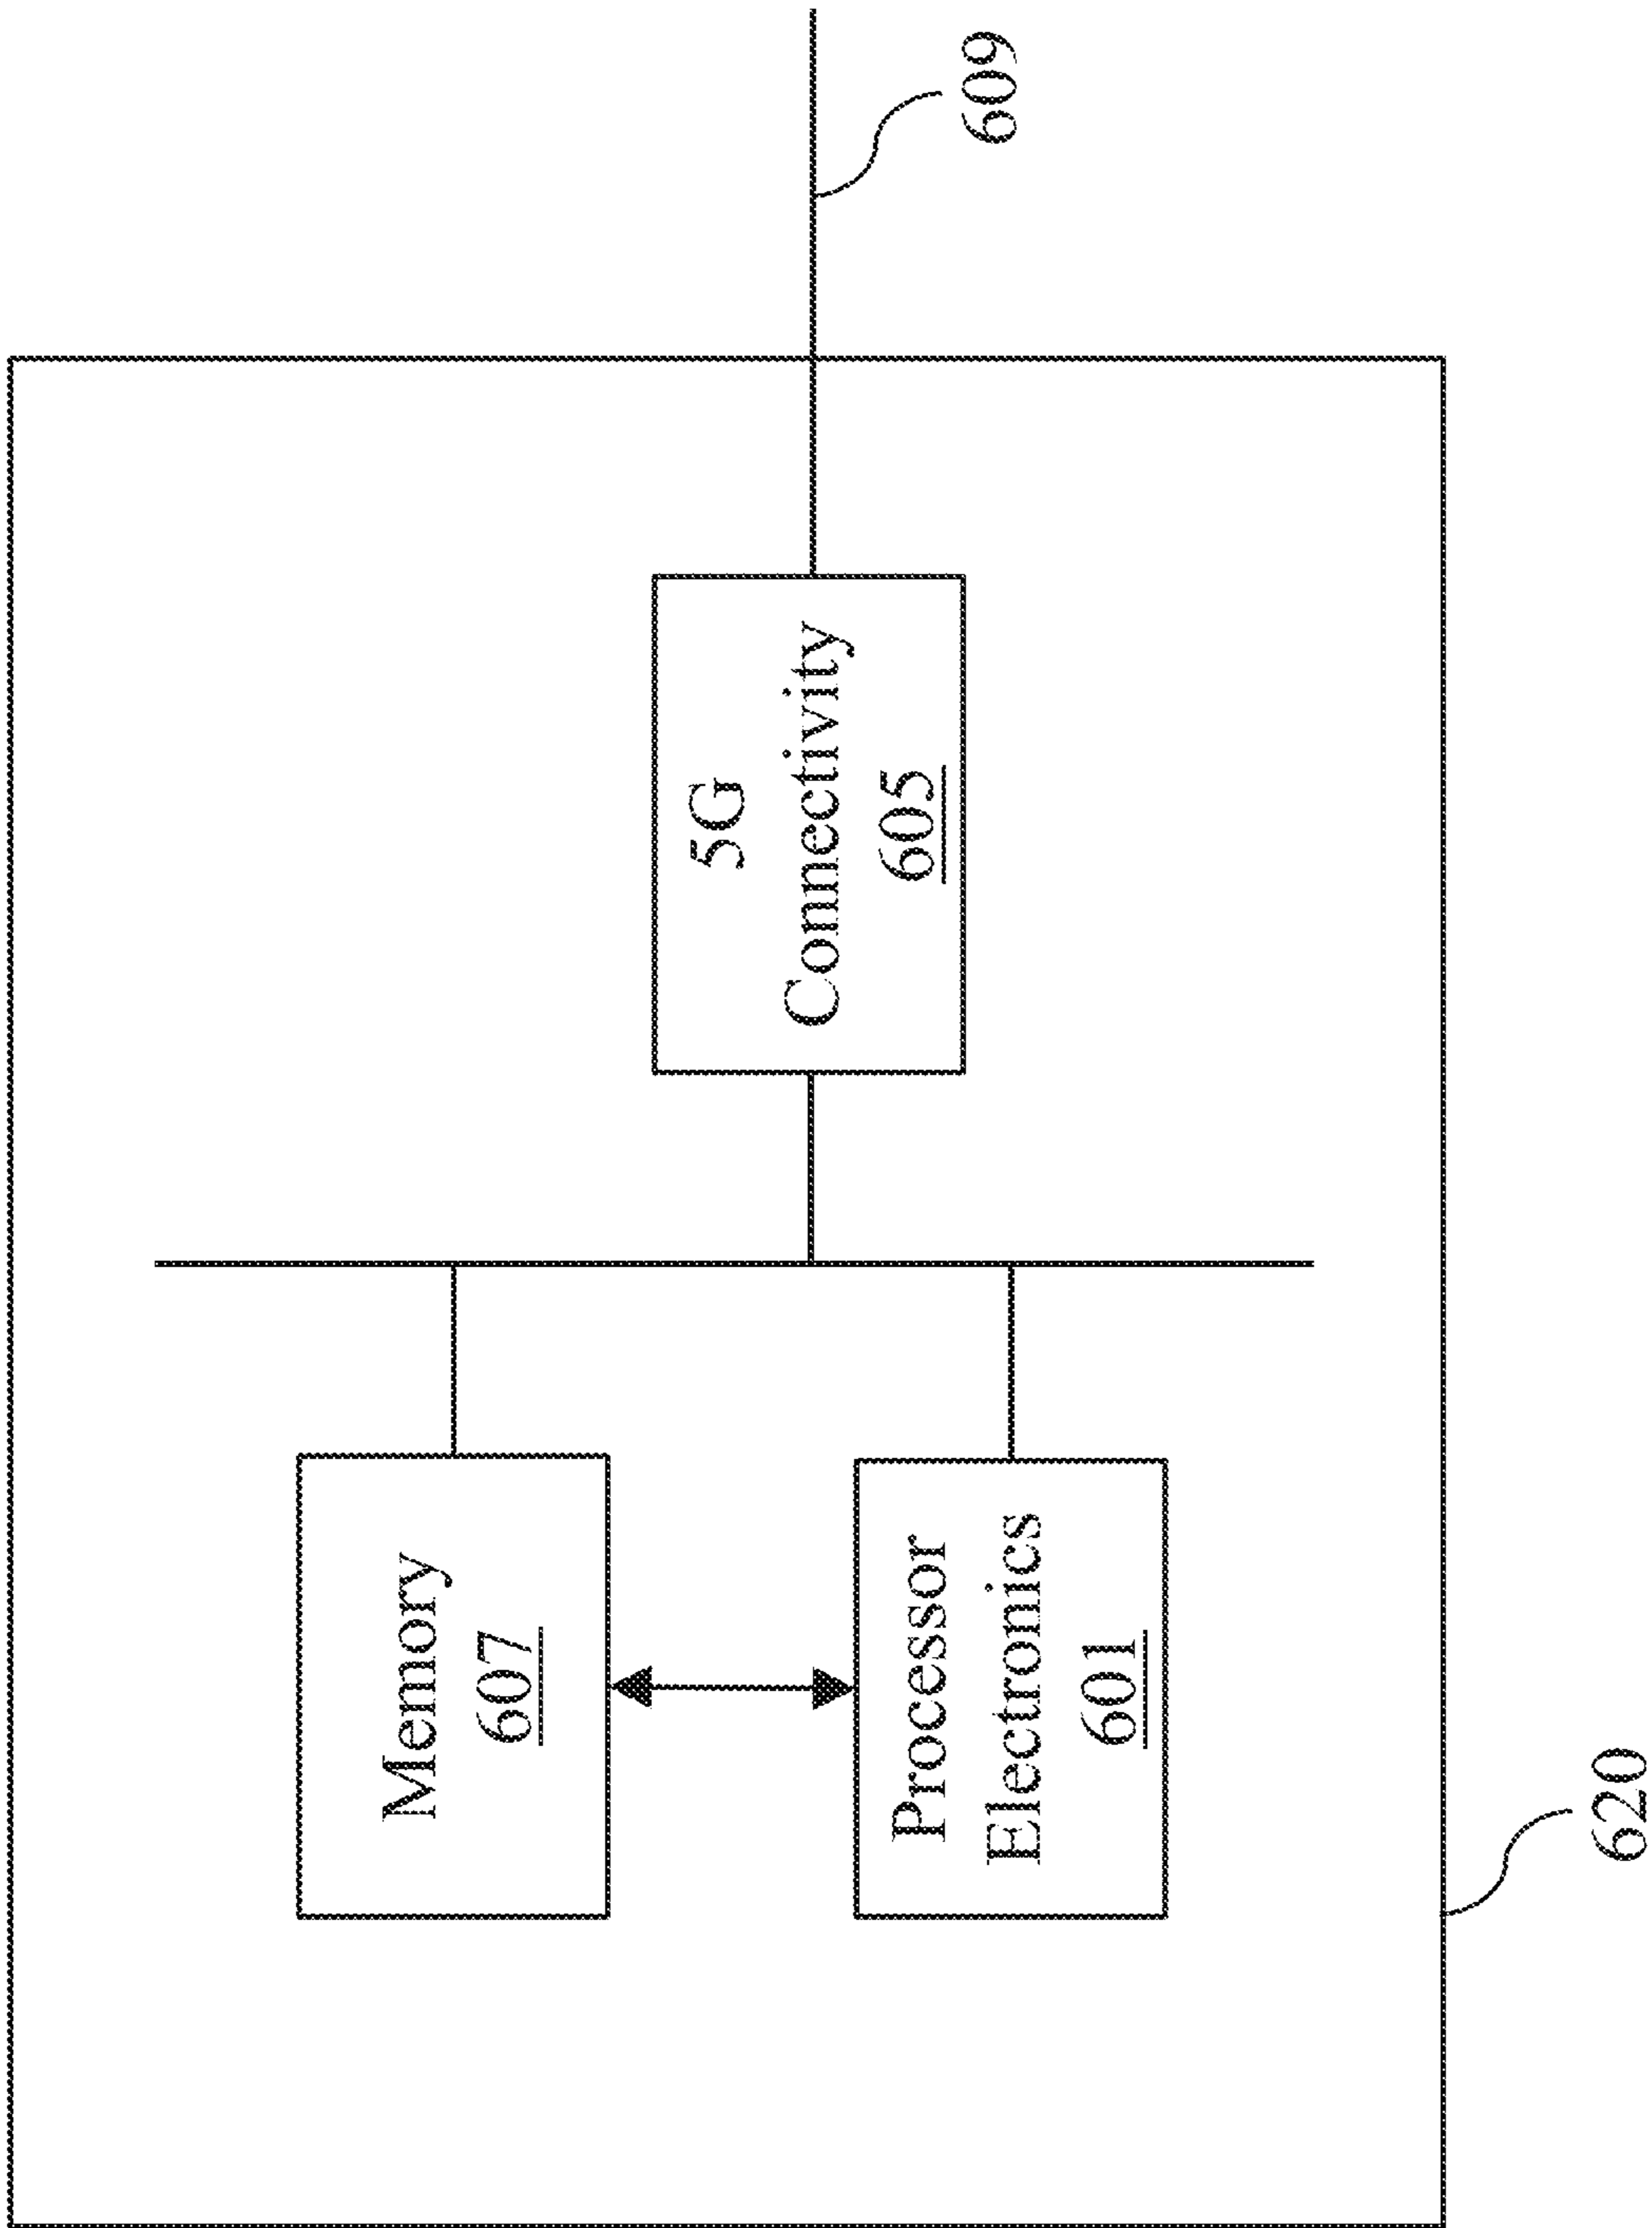 Memory
607
Processor
Electronics
601
5G
Connectivity
605
609
620